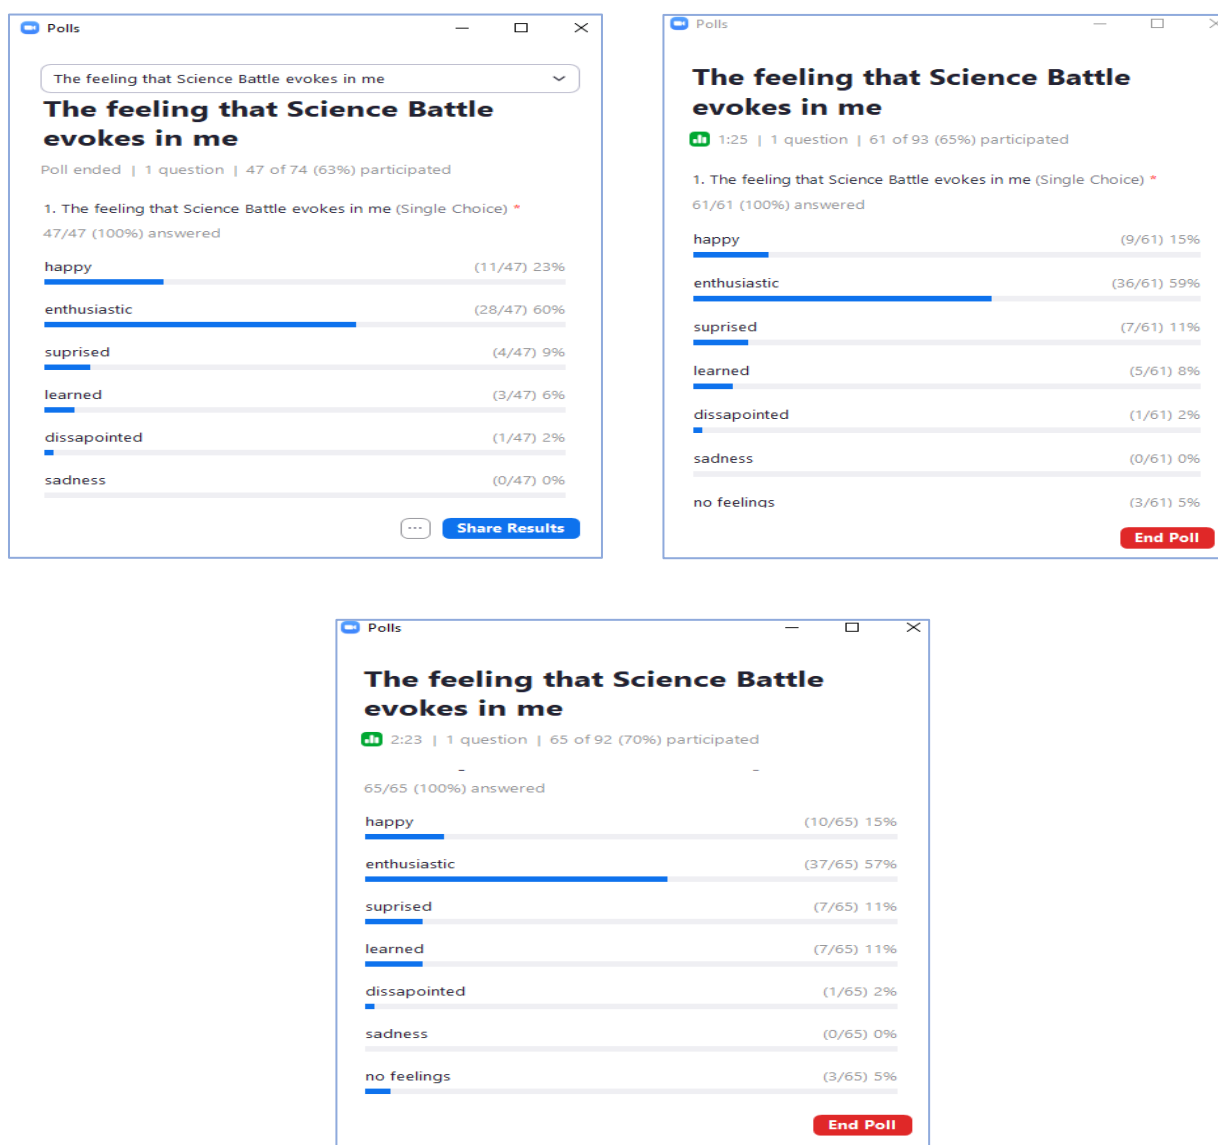 Polls
The feeling that Science Battle evokes in me
The feeling that Science Battle
evokes in me
Poll ended | 1 question | 47 of 74 (63%) participated
1. The feeling that Science Battle evokes in me (Single Choice) *
47/47 (100%) answered
happy (11/47) 23%
enthusiastic (28/47) 60%
suprised (4/47) 9%
learned (3/47) 6%
dissapointed (1/47) 2%
sadness (0/47) 0%
Share Results
Polls
The feeling that Science Battle
evokes in me
1:25 | 1 question | 61 of 93 (65%) participated
1. The feeling that Science Battle evokes in me (Single Choice) *
61/61 (100%) answered
happy (9/61) 15%
enthusiastic (36/61) 59%
suprised (7/61) 11%
learned (5/61) 8%
dissapointed (1/61) 2%
sadness (0/61) 0%
no feelings (3/61) 5%
End Poll
Polls
The feeling that Science Battle
evokes in me
2:23 | 1 question | 65 of 92 (70%) participated
65/65 (100%) answered
happy (10/65) 15%
enthusiastic (37/65) 57%
suprised (7/65) 11%
learned (7/65) 11%
dissapointed (1/65) 2%
sadness (0/65) 0%
no feelings (3/65) 5%
End Poll